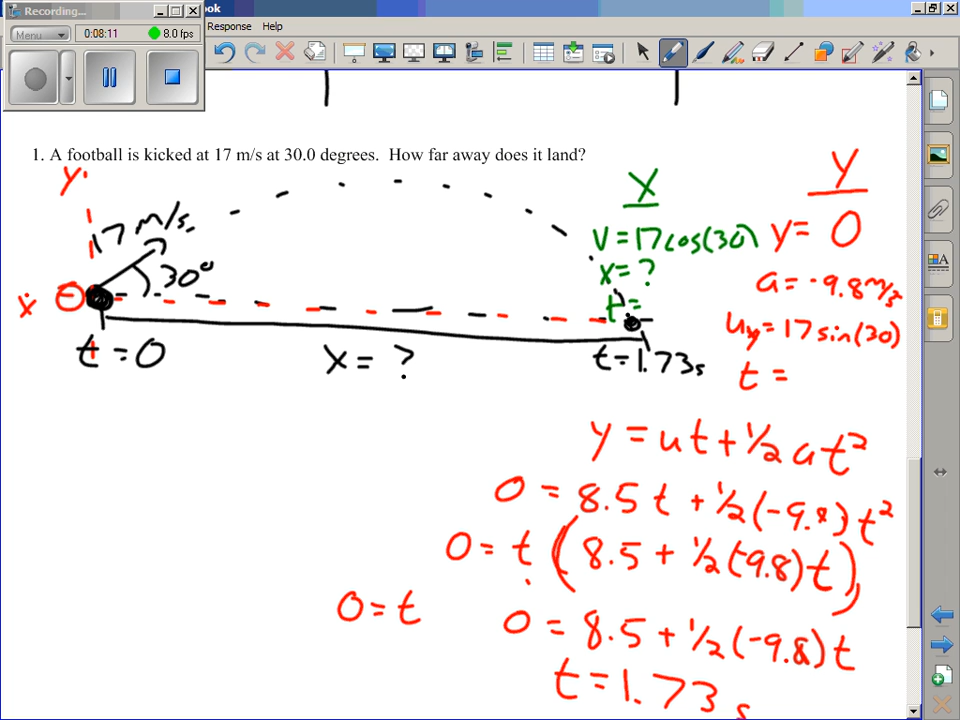 Recording...
ook
Response
Help
Menu
0:08:11
8.0 fps
1. A football is kicked at 17 m/s at 30.0 degrees.  How far away does it land?
y
17 m/s.
30°
x
t = 0
x = ?
t=1.73s
X
V=17cos(30)
x= ?
t=
Y
y= 0
a= -9.8m/s²
uy= 17sin(30)
t =
y = ut+1/2at²
0 = 8.5t + 1/2(-9.8)t²
0 = t(8.5 + 1/2(-9.8)t)
0=t
0 = 8.5 + 1/2(-9.8)t
t=1.73 s